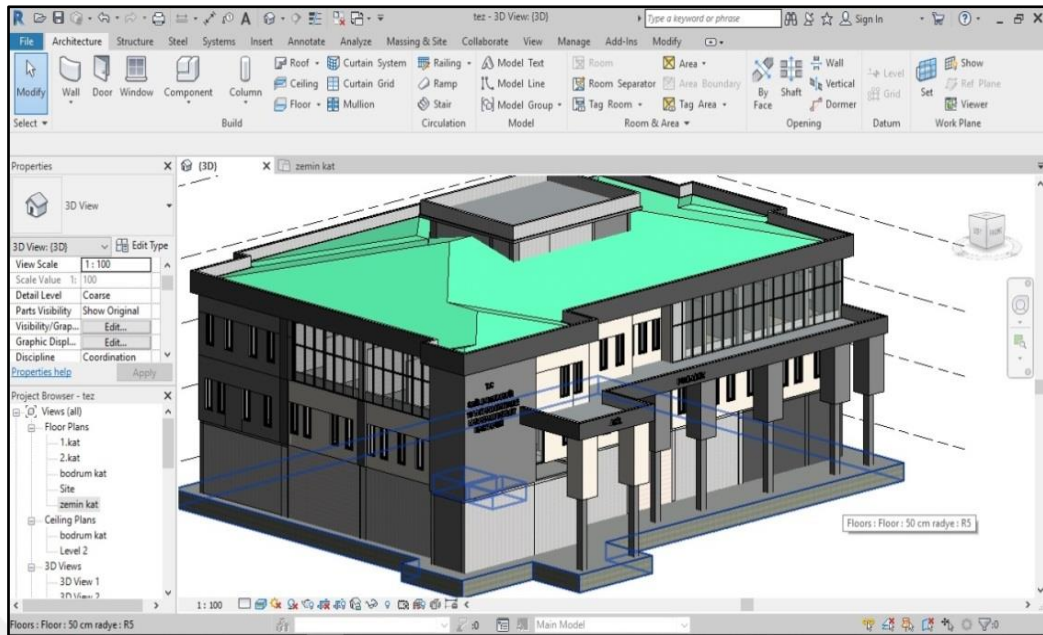 tez - 3D View: {3D}
Type a keyword or phrase
Sign In
File Architecture Structure Steel Systems Insert Annotate Analyze Massing & Site Collaborate View Manage Add-Ins Modify
Modify
Wall
Door
Window
Component
Column
Roof
Ceiling
Floor
Curtain System
Curtain Grid
Mullion
Railing
Ramp
Stair
Model Text
Model Line
Model Group
Room
Room Separator
Tag Room
Area
Area Boundary
Tag Area
By Face
Shaft
Wall
Vertical
Dormer
Level
Grid
Set
Show
Ref Plane
Viewer
Select
Build
Circulation
Model
Room & Area
Opening
Datum
Work Plane
Properties
{3D}
zemin kat
3D View
3D View: {3D}
Edit Type
View Scale 1 : 100
Scale Value 1: 100
Detail Level Coarse
Parts Visibility Show Original
Visibility/Grap... Edit...
Graphic Displ... Edit...
Discipline Coordination
Properties help
Apply
Project Browser - tez
Views (all)
Floor Plans
1.kat
2.kat
bodrum kat
Site
zemin kat
Ceiling Plans
bodrum kat
Level 2
3D Views
3D View 1
3D View 2
T.C
Floors : Floor : 50 cm radye : R5
1 : 100
Floors : Floor : 50 cm radye : R5
:0
Main Model
:0